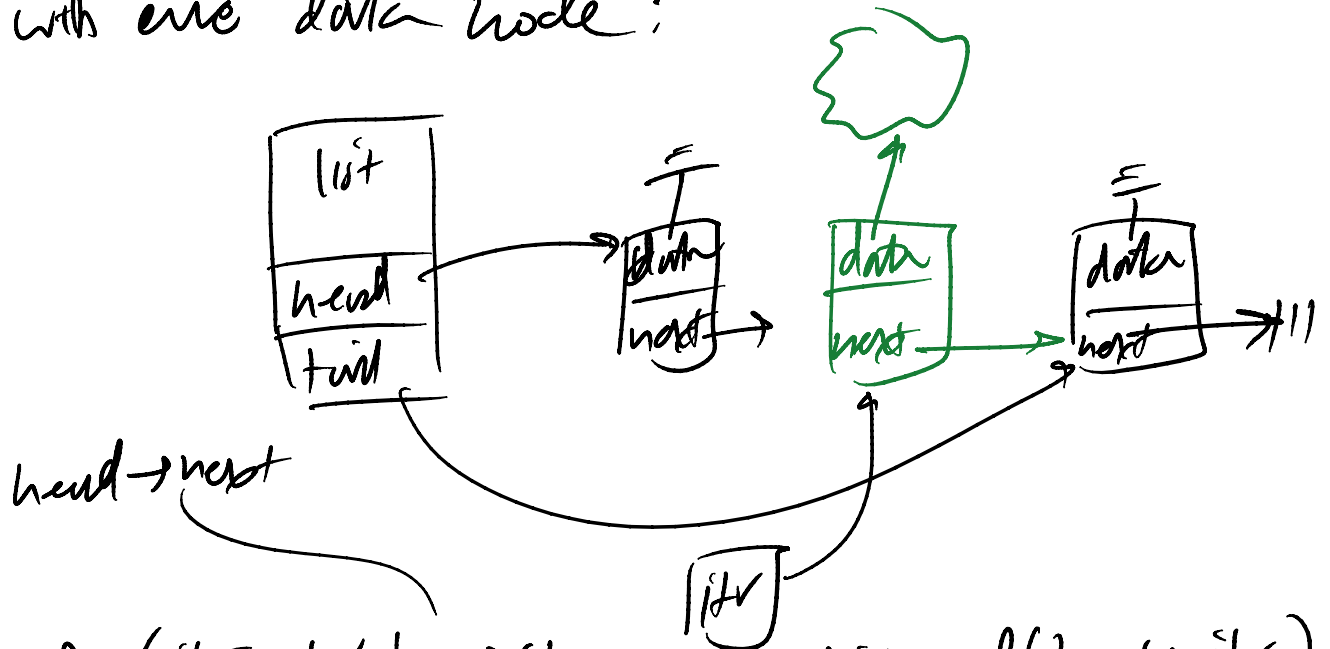 with one data node:
list
head
tail
data
next
data
next
data
next
head → next
itr